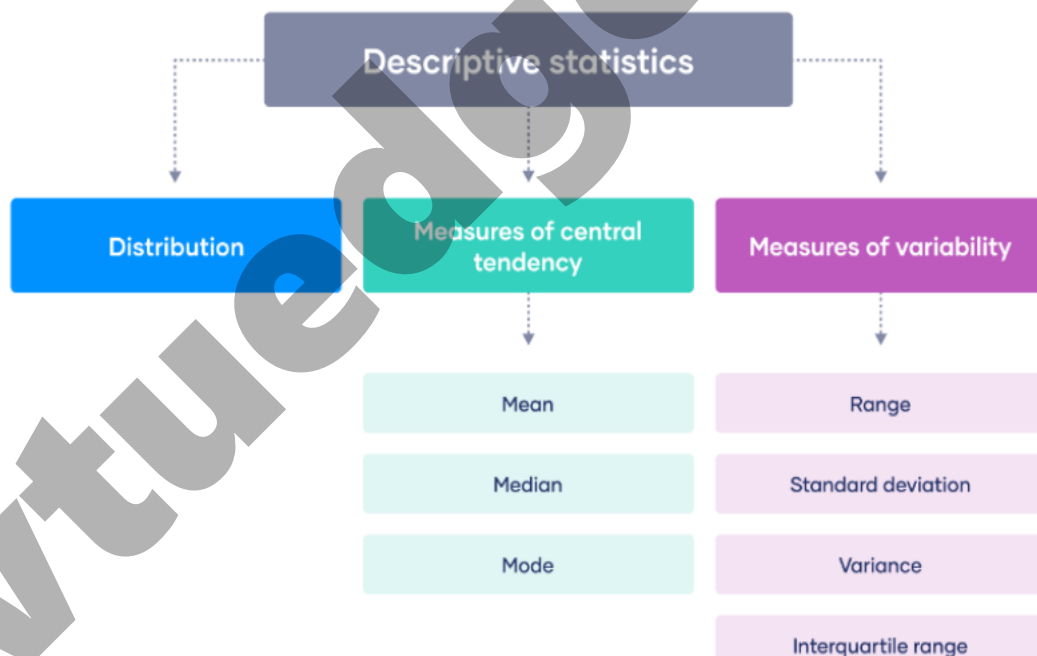 Descriptive statistics
Distribution
Measures of central
tendency
Measures of variability
Mean
Range
Median
Standard deviation
Mode
Variance
Interquartile range
vtuedge